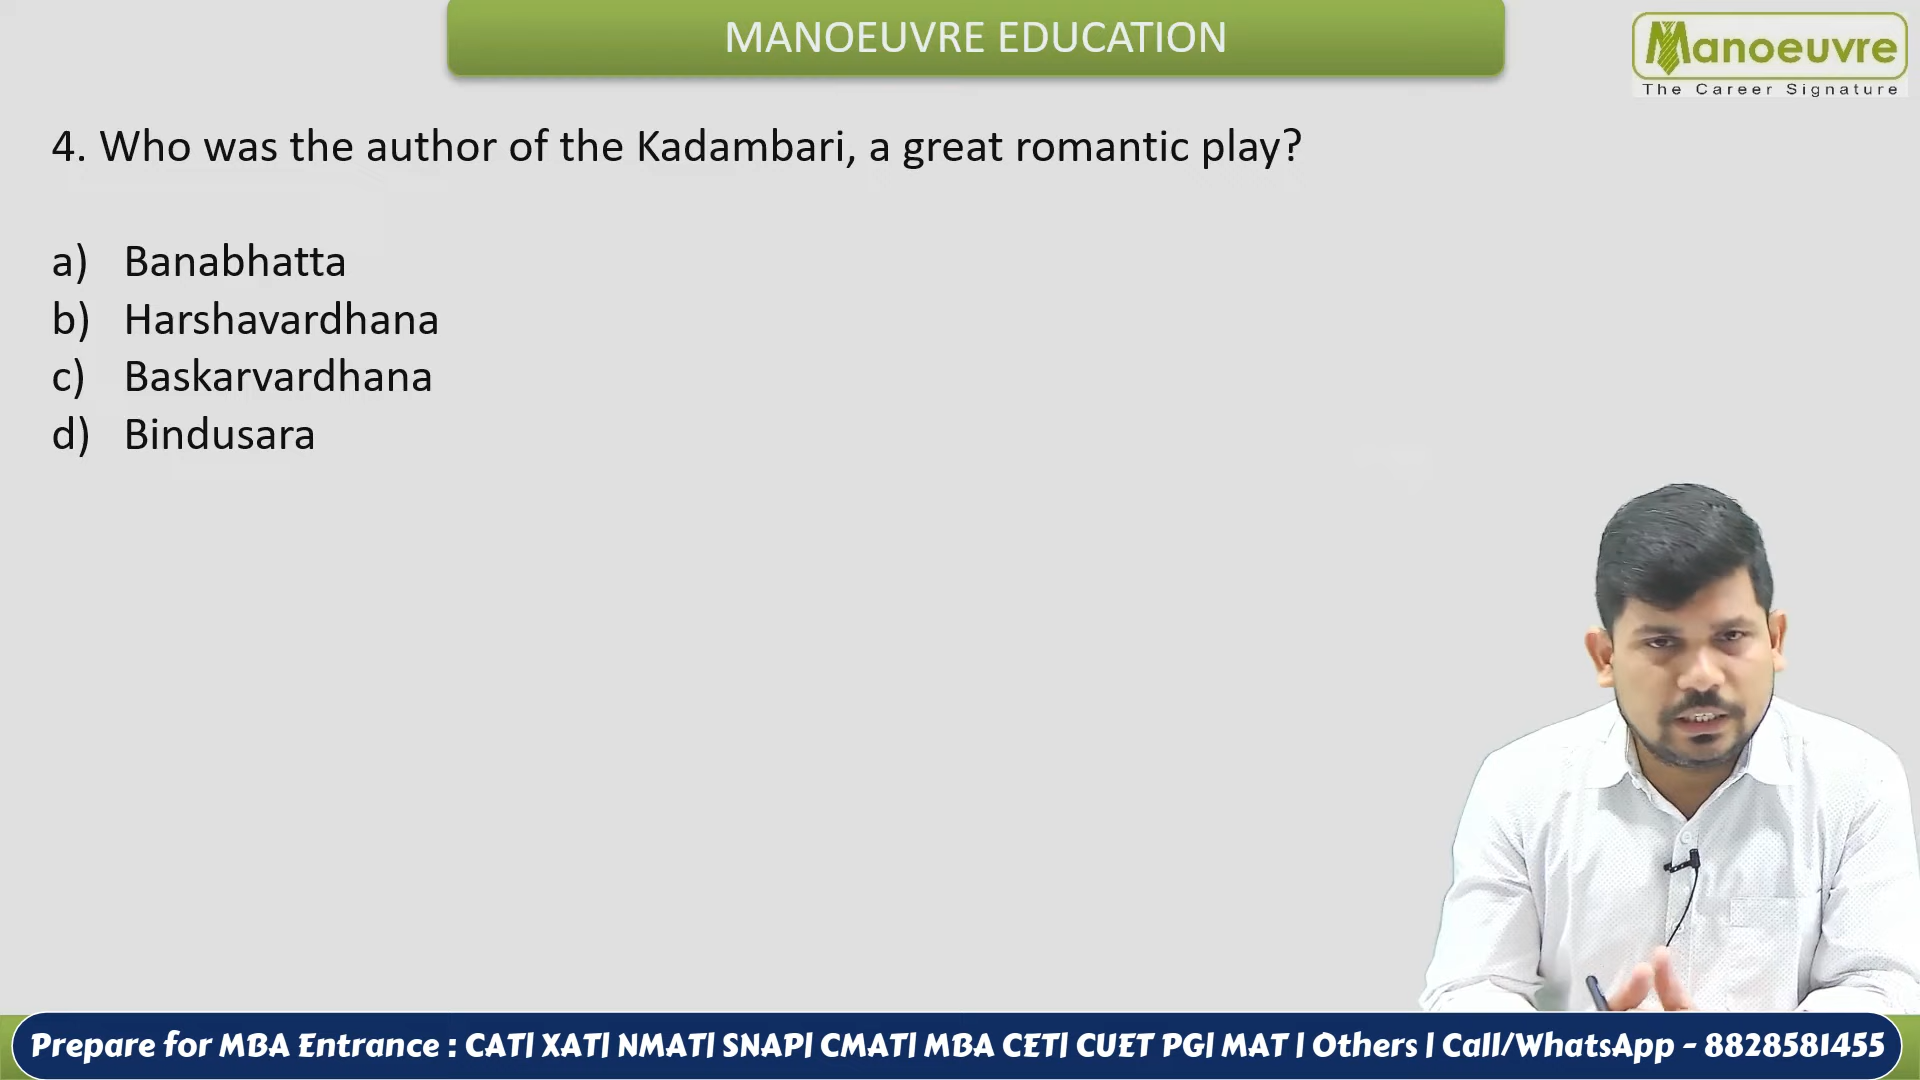 MANOEUVRE EDUCATION
Manoeuvre
The Career Signature
4. Who was the author of the Kadambari, a great romantic play?
a) Banabhatta
b) Harshavardhana
c) Baskarvardhana
d) Bindusara
Prepare for MBA Entrance : CAT| XAT| NMAT| SNAP| CMAT| MBA CET| CUET PG| MAT | Others | Call/WhatsApp - 8828581455